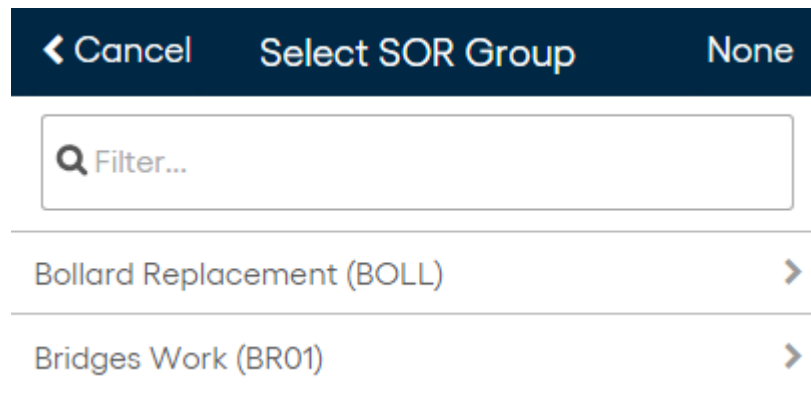 Cancel Select SOR Group None
Filter...
Bollard Replacement (BOLL)
Bridges Work (BR01)